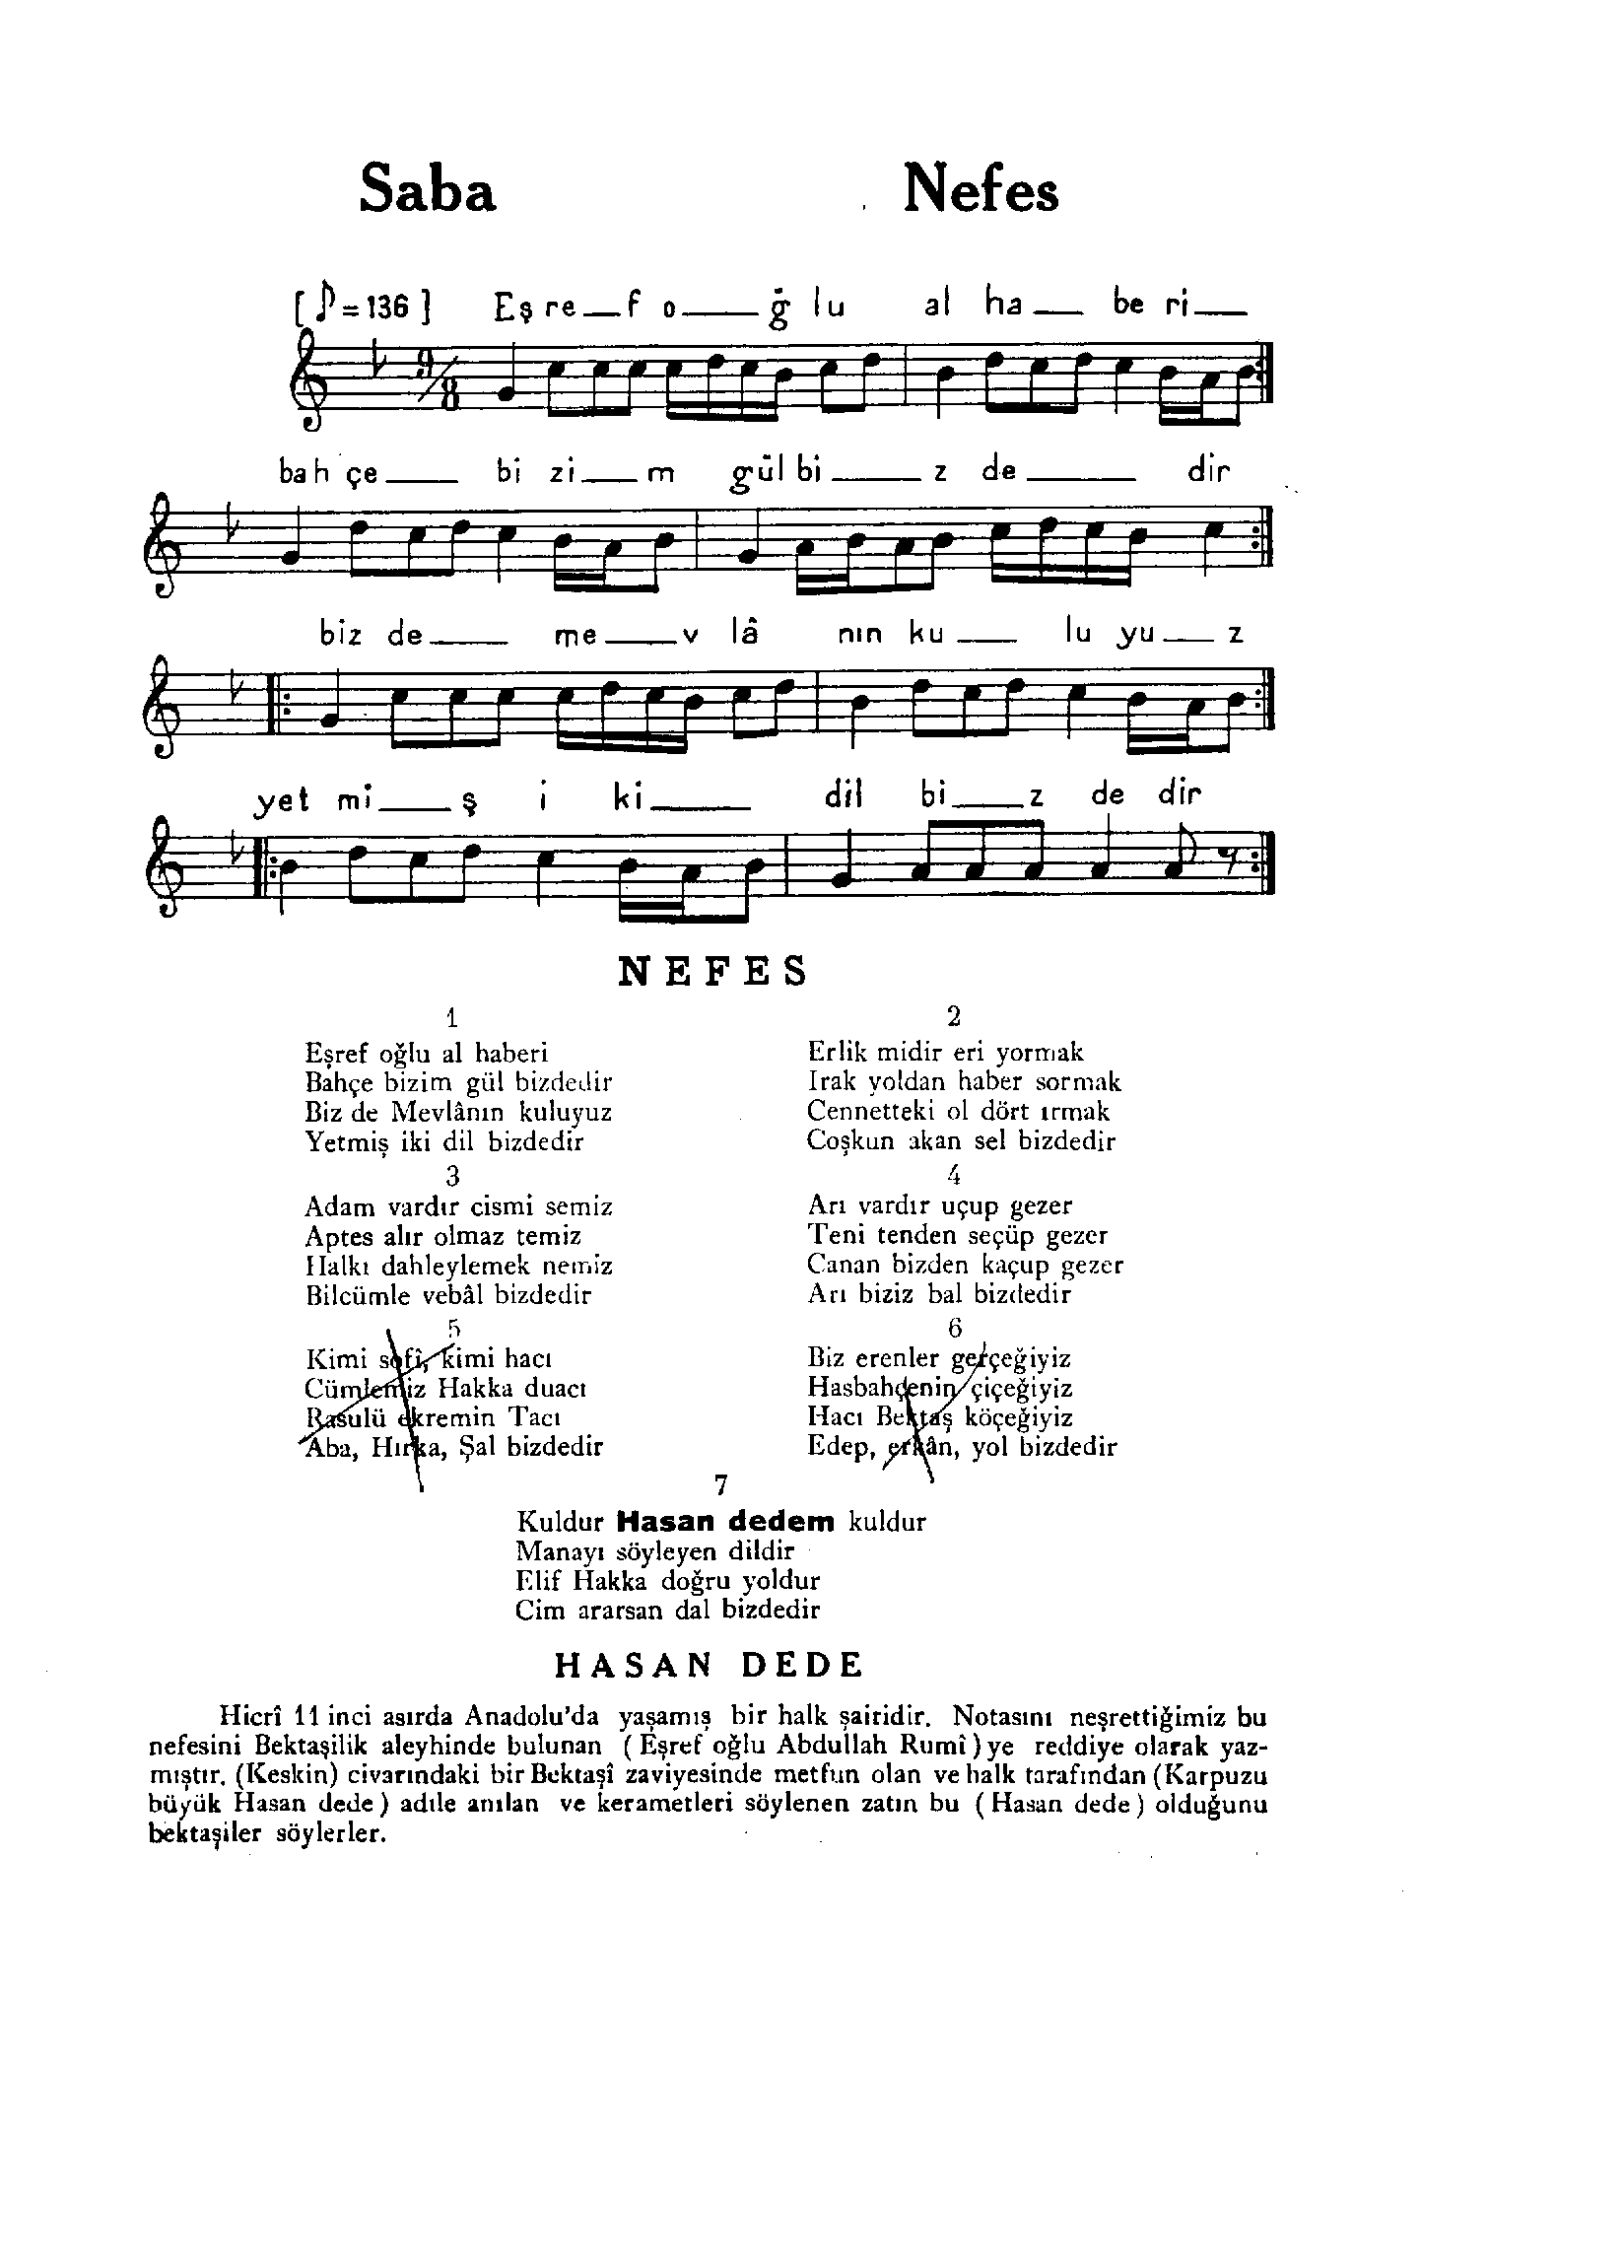 Saba Nefes
[♪=136] Eş re__f o__ğ lu al ha__ be ri__
9/8
bah çe__ bi zi__m gül bi__z de__ dir
biz de__ me__v lâ nın ku__ lu yu__z
yet mi__ş i ki__ dil bi__z de dir
NEFES
1
Eşref oğlu al haberi
Bahçe bizim gül bizdedir
Biz de Mevlânın kuluyuz
Yetmiş iki dil bizdedir
2
Erlik midir eri yormak
Irak yoldan haber sormak
Cennetteki ol dört ırmak
Coşkun akan sel bizdedir
3
Adam vardır cismi semiz
Aptes alır olmaz temiz
Halkı dahleylemek nemiz
Bilcümle vebâl bizdedir
4
Arı vardır uçup gezer
Teni tenden seçüp gezer
Canan bizden kaçup gezer
Arı biziz bal bizdedir
5
Kimi sofî, kimi hacı
Cümlemiz Hakka duacı
Rasulü ekremin Tacı
Aba, Hırka, Şal bizdedir
6
Biz erenler gerçeğiyiz
Hasbahçenin çiçeğiyiz
Hacı Bektaş köçeğiyiz
Edep, erkân, yol bizdedir
7
Kuldur Hasan dedem kuldur
Manayı söyleyen dildir
Elif Hakka doğru yoldur
Cim ararsan dal bizdedir
HASAN DEDE
Hicrî 11 inci asırda Anadolu'da yaşamış bir halk şairidir. Notasını neşrettiğimiz bu
nefesini Bektaşilik aleyhinde bulunan (Eşref oğlu Abdullah Rumî)ye reddiye olarak yaz-
mıştır. (Keskin) civarındaki bir Bektaşî zaviyesinde metfun olan ve halk tarafından (Karpuzu
büyük Hasan dede) adıle anılan ve kerametleri söylenen zatın bu (Hasan dede) olduğunu
bektaşiler söylerler.